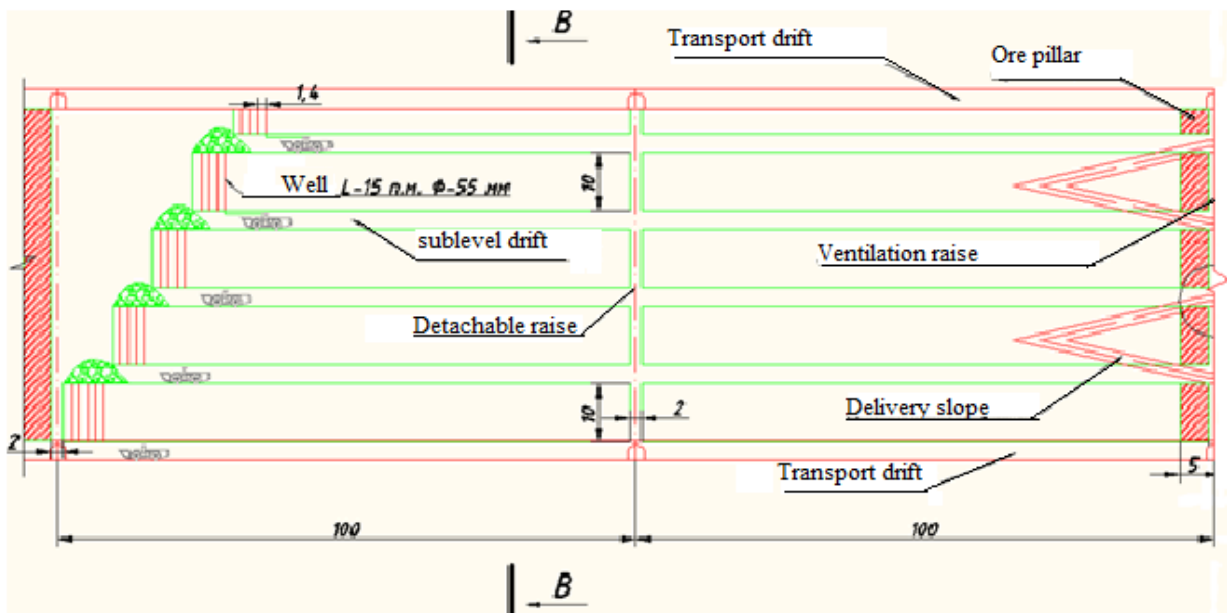 B
Transport drift
Ore pillar
1,4
Well L-15 п.м. Ф-55 мм
10
sublevel drift
Ventilation raise
Detachable raise
10
2
Delivery slope
2
Transport drift
5
100
100
B